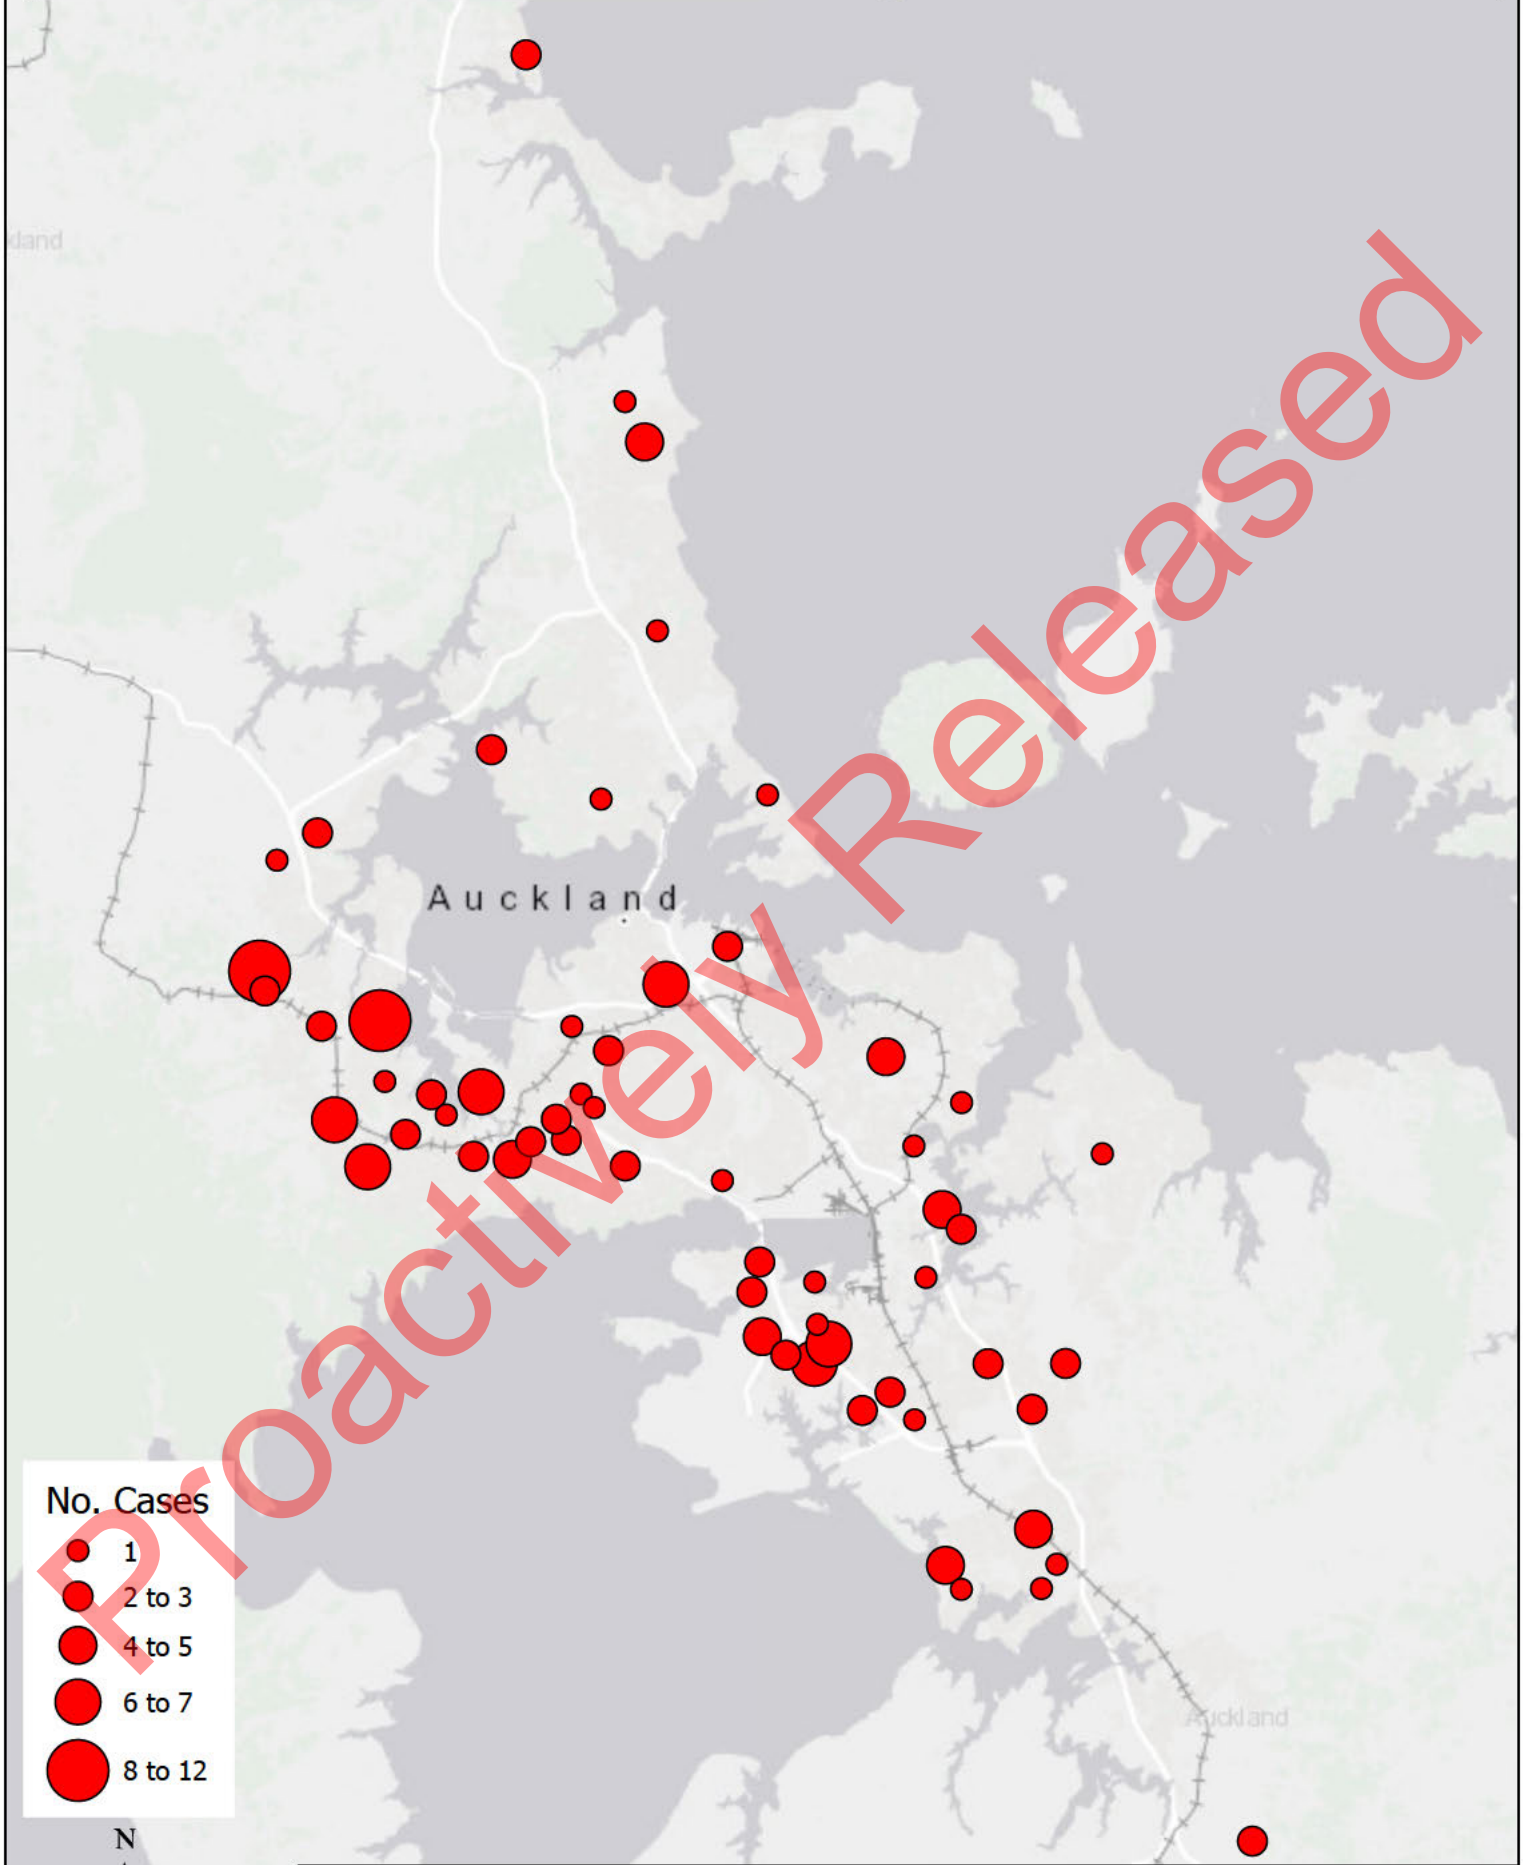 kland
Auckland
Proactively Released
No. Cases
1
2 to 3
4 to 5
6 to 7
8 to 12
Auckland
N